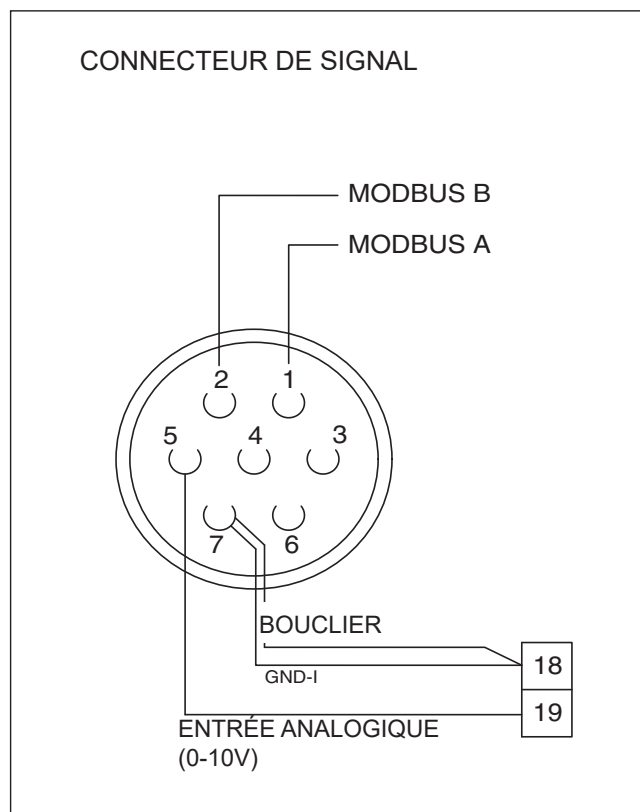 CONNECTEUR DE SIGNAL
MODBUS B
MODBUS A
2 1
5 4 3
7 6
BOUCLIER
18
GND-I
19
ENTRÉE ANALOGIQUE
(0-10V)